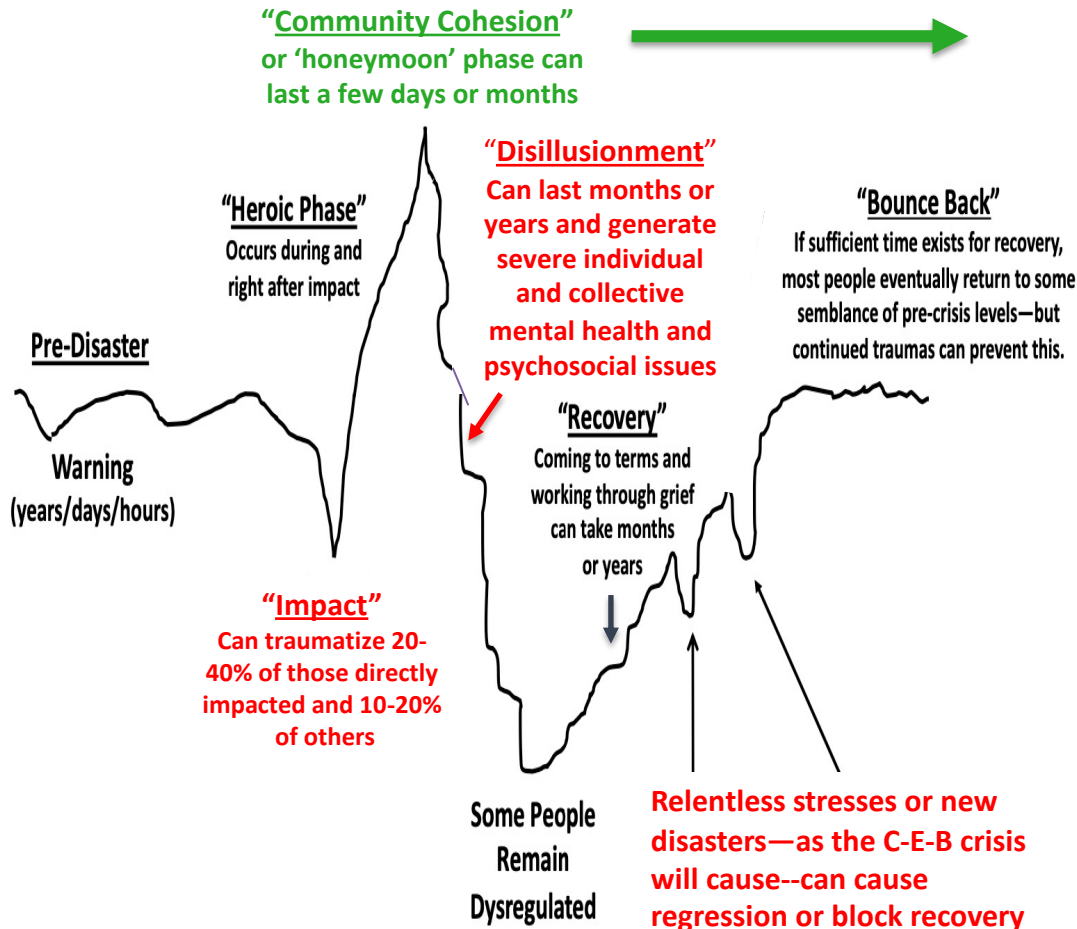 “Community Cohesion”
or ‘honeymoon’ phase can
last a few days or months
“Heroic Phase”
Occurs during and
right after impact
“Disillusionment”
Can last months or
years and generate
severe individual
and collective
mental health and
psychosocial issues
“Bounce Back”
If sufficient time exists for recovery,
most people eventually return to some
semblance of pre-crisis levels—but
continued traumas can prevent this.
Pre-Disaster
Warning
(years/days/hours)
“Recovery”
Coming to terms and
working through grief
can take months
or years
“Impact”
Can traumatize 20-
40% of those directly
impacted and 10-20%
of others
Some People
Remain
Dysregulated
Relentless stresses or new
disasters—as the C-E-B crisis
will cause--can cause
regression or block recovery